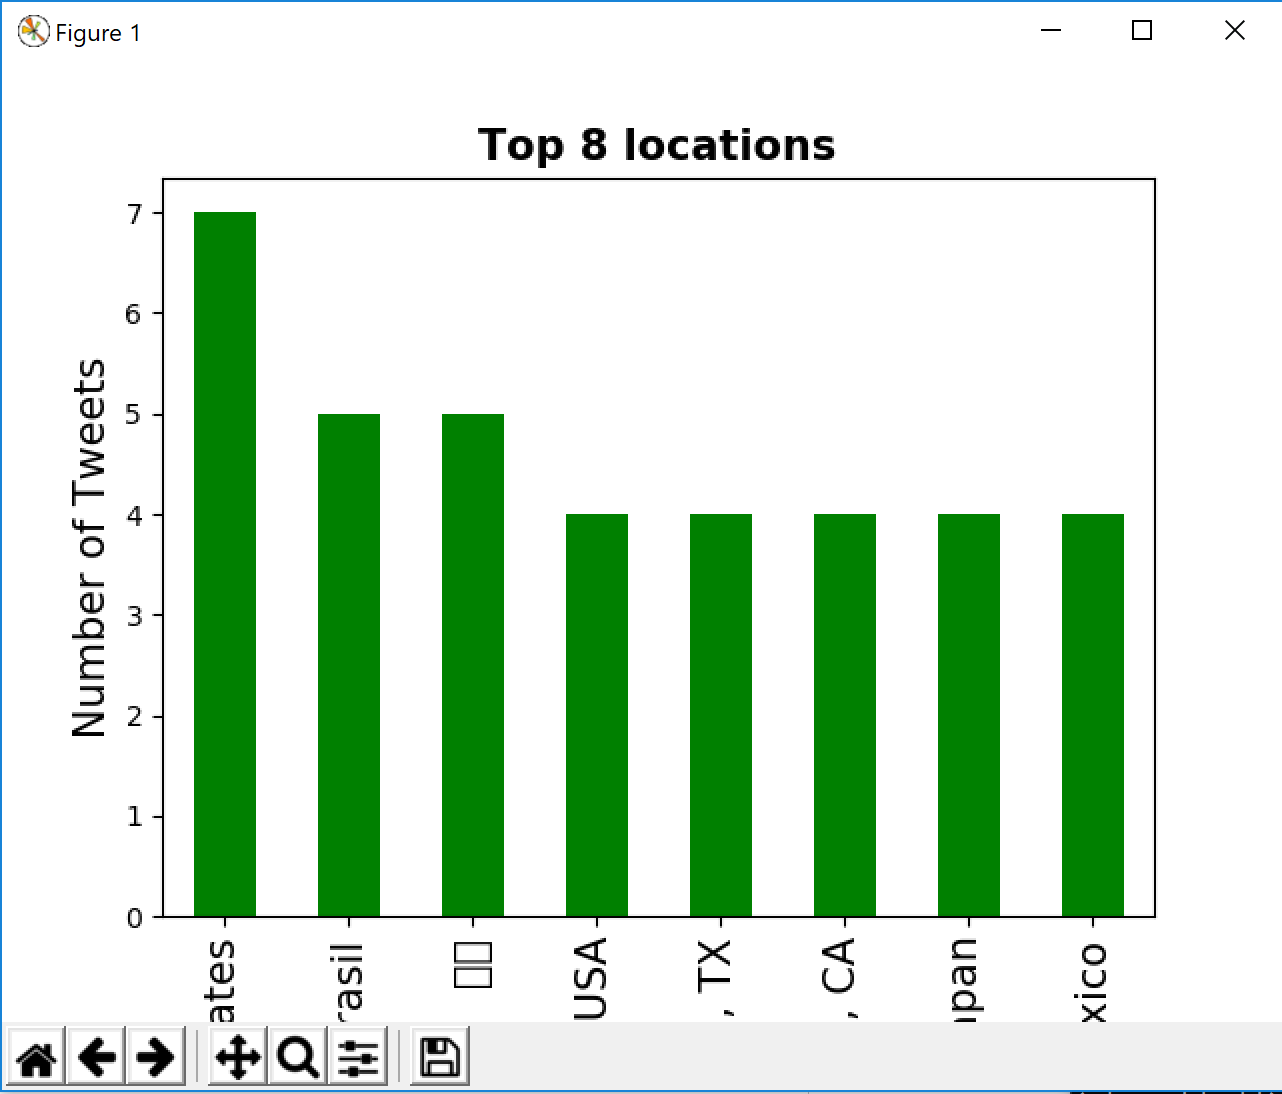 Figure 1
Top 8 locations
Number of Tweets
7
6
5
4
3
2
1
0
ates
rasil
USA
, TX
, CA
pan
xico